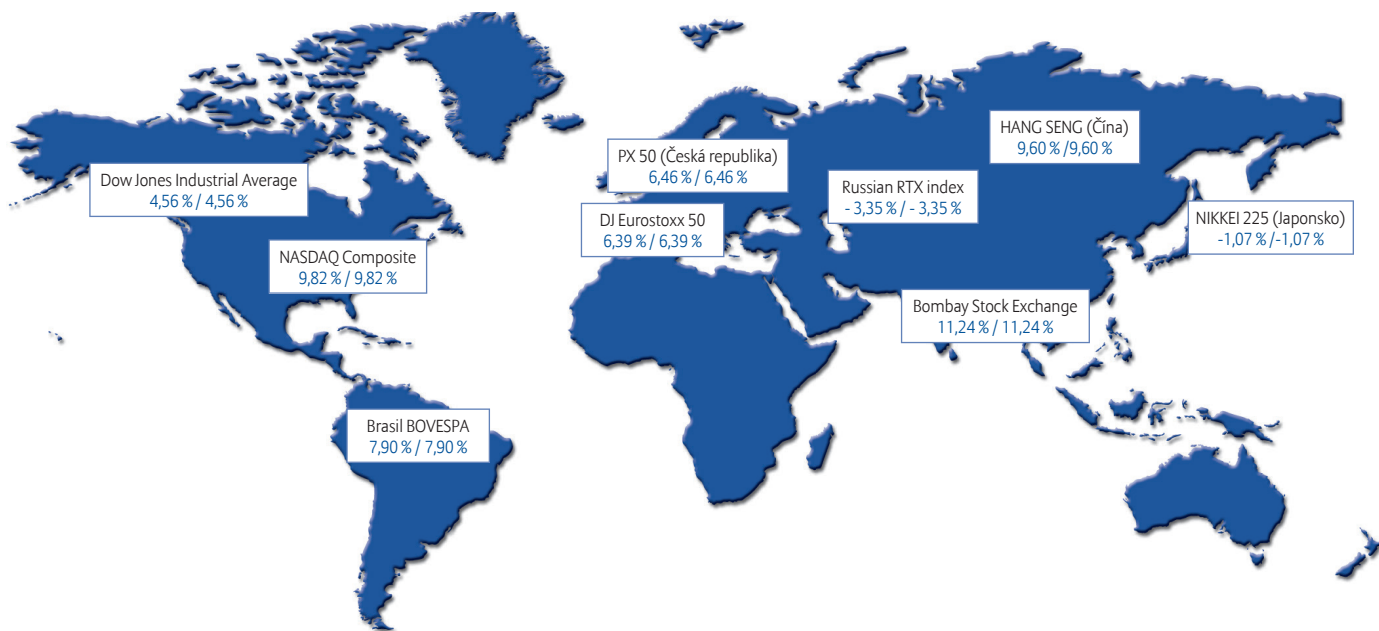 HANG SENG (Čína)
9,60 % /9,60 %
PX 50 (Česká republika)
6,46 % / 6,46 %
Dow Jones Industrial Average
4,56 % / 4,56 %
Russian RTX index
- 3,35 % / - 3,35 %
NIKKEI 225 (Japonsko)
-1,07 % /-1,07 %
DJ Eurostoxx 50
6,39 % / 6,39 %
NASDAQ Composite
9,82 % / 9,82 %
Bombay Stock Exchange
11,24 % / 11,24 %
Brasil BOVESPA
7,90 % / 7,90 %